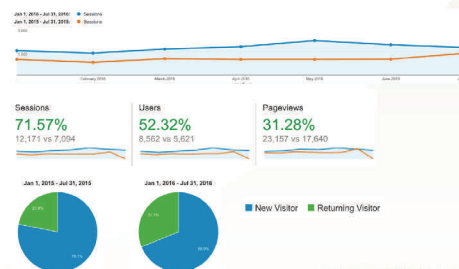 Jan 1, 2016 - Jul 31, 2016: Sessions
Jan 1, 2015 - Jul 31, 2015: Sessions
February 2016 March 2016 April 2016 May 2016 June 2016
Sessions Users Pageviews
71.57% 52.32% 31.28%
12,171 vs 7,094 8,562 vs 5,621 23,157 vs 17,640
Jan 1, 2015 - Jul 31, 2015 Jan 1, 2016 - Jul 31, 2016
New Visitor Returning Visitor